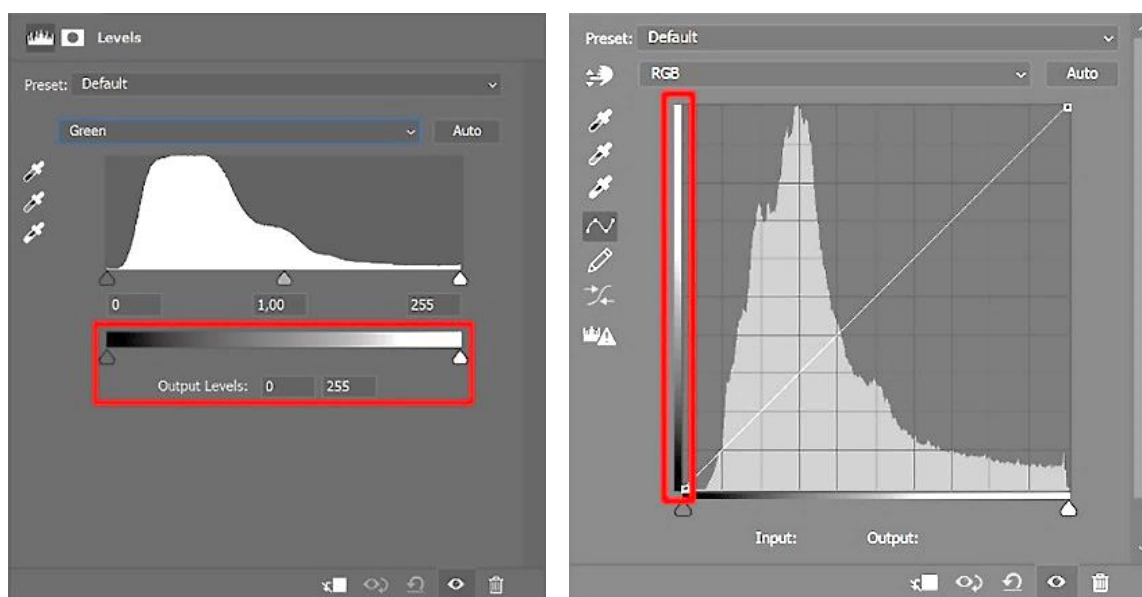 Levels
Preset: Default
Green
Auto
0
1,00
255
Output Levels: 0 255
Preset: Default
RGB
Auto
Input: Output: